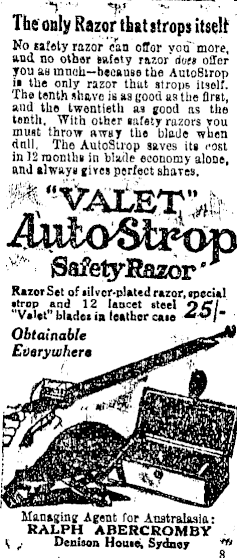 The only Razor that strops itself
No safety razor can offer you more,
and no other safety razor does offer
you as much—because the AutoStrop
is the only razor that strops itself.
The tenth shave is as good as the first,
and the twentieth as good as the
tenth. With other safety razors you
must throw away the blade when
dull. The AutoStrop saves its cost
in 12 months in blade economy alone,
and always gives perfect shaves.
"VALET"
AutoStrop
Safety Razor
Razor Set of silver-plated razor, special
strop and 12 lancet steel
"Valet" blades in leather case 25/-
Obtainable
Everywhere
Managing Agent for Australasia:
RALPH ABERCROMBY
Denison House, Sydney
8